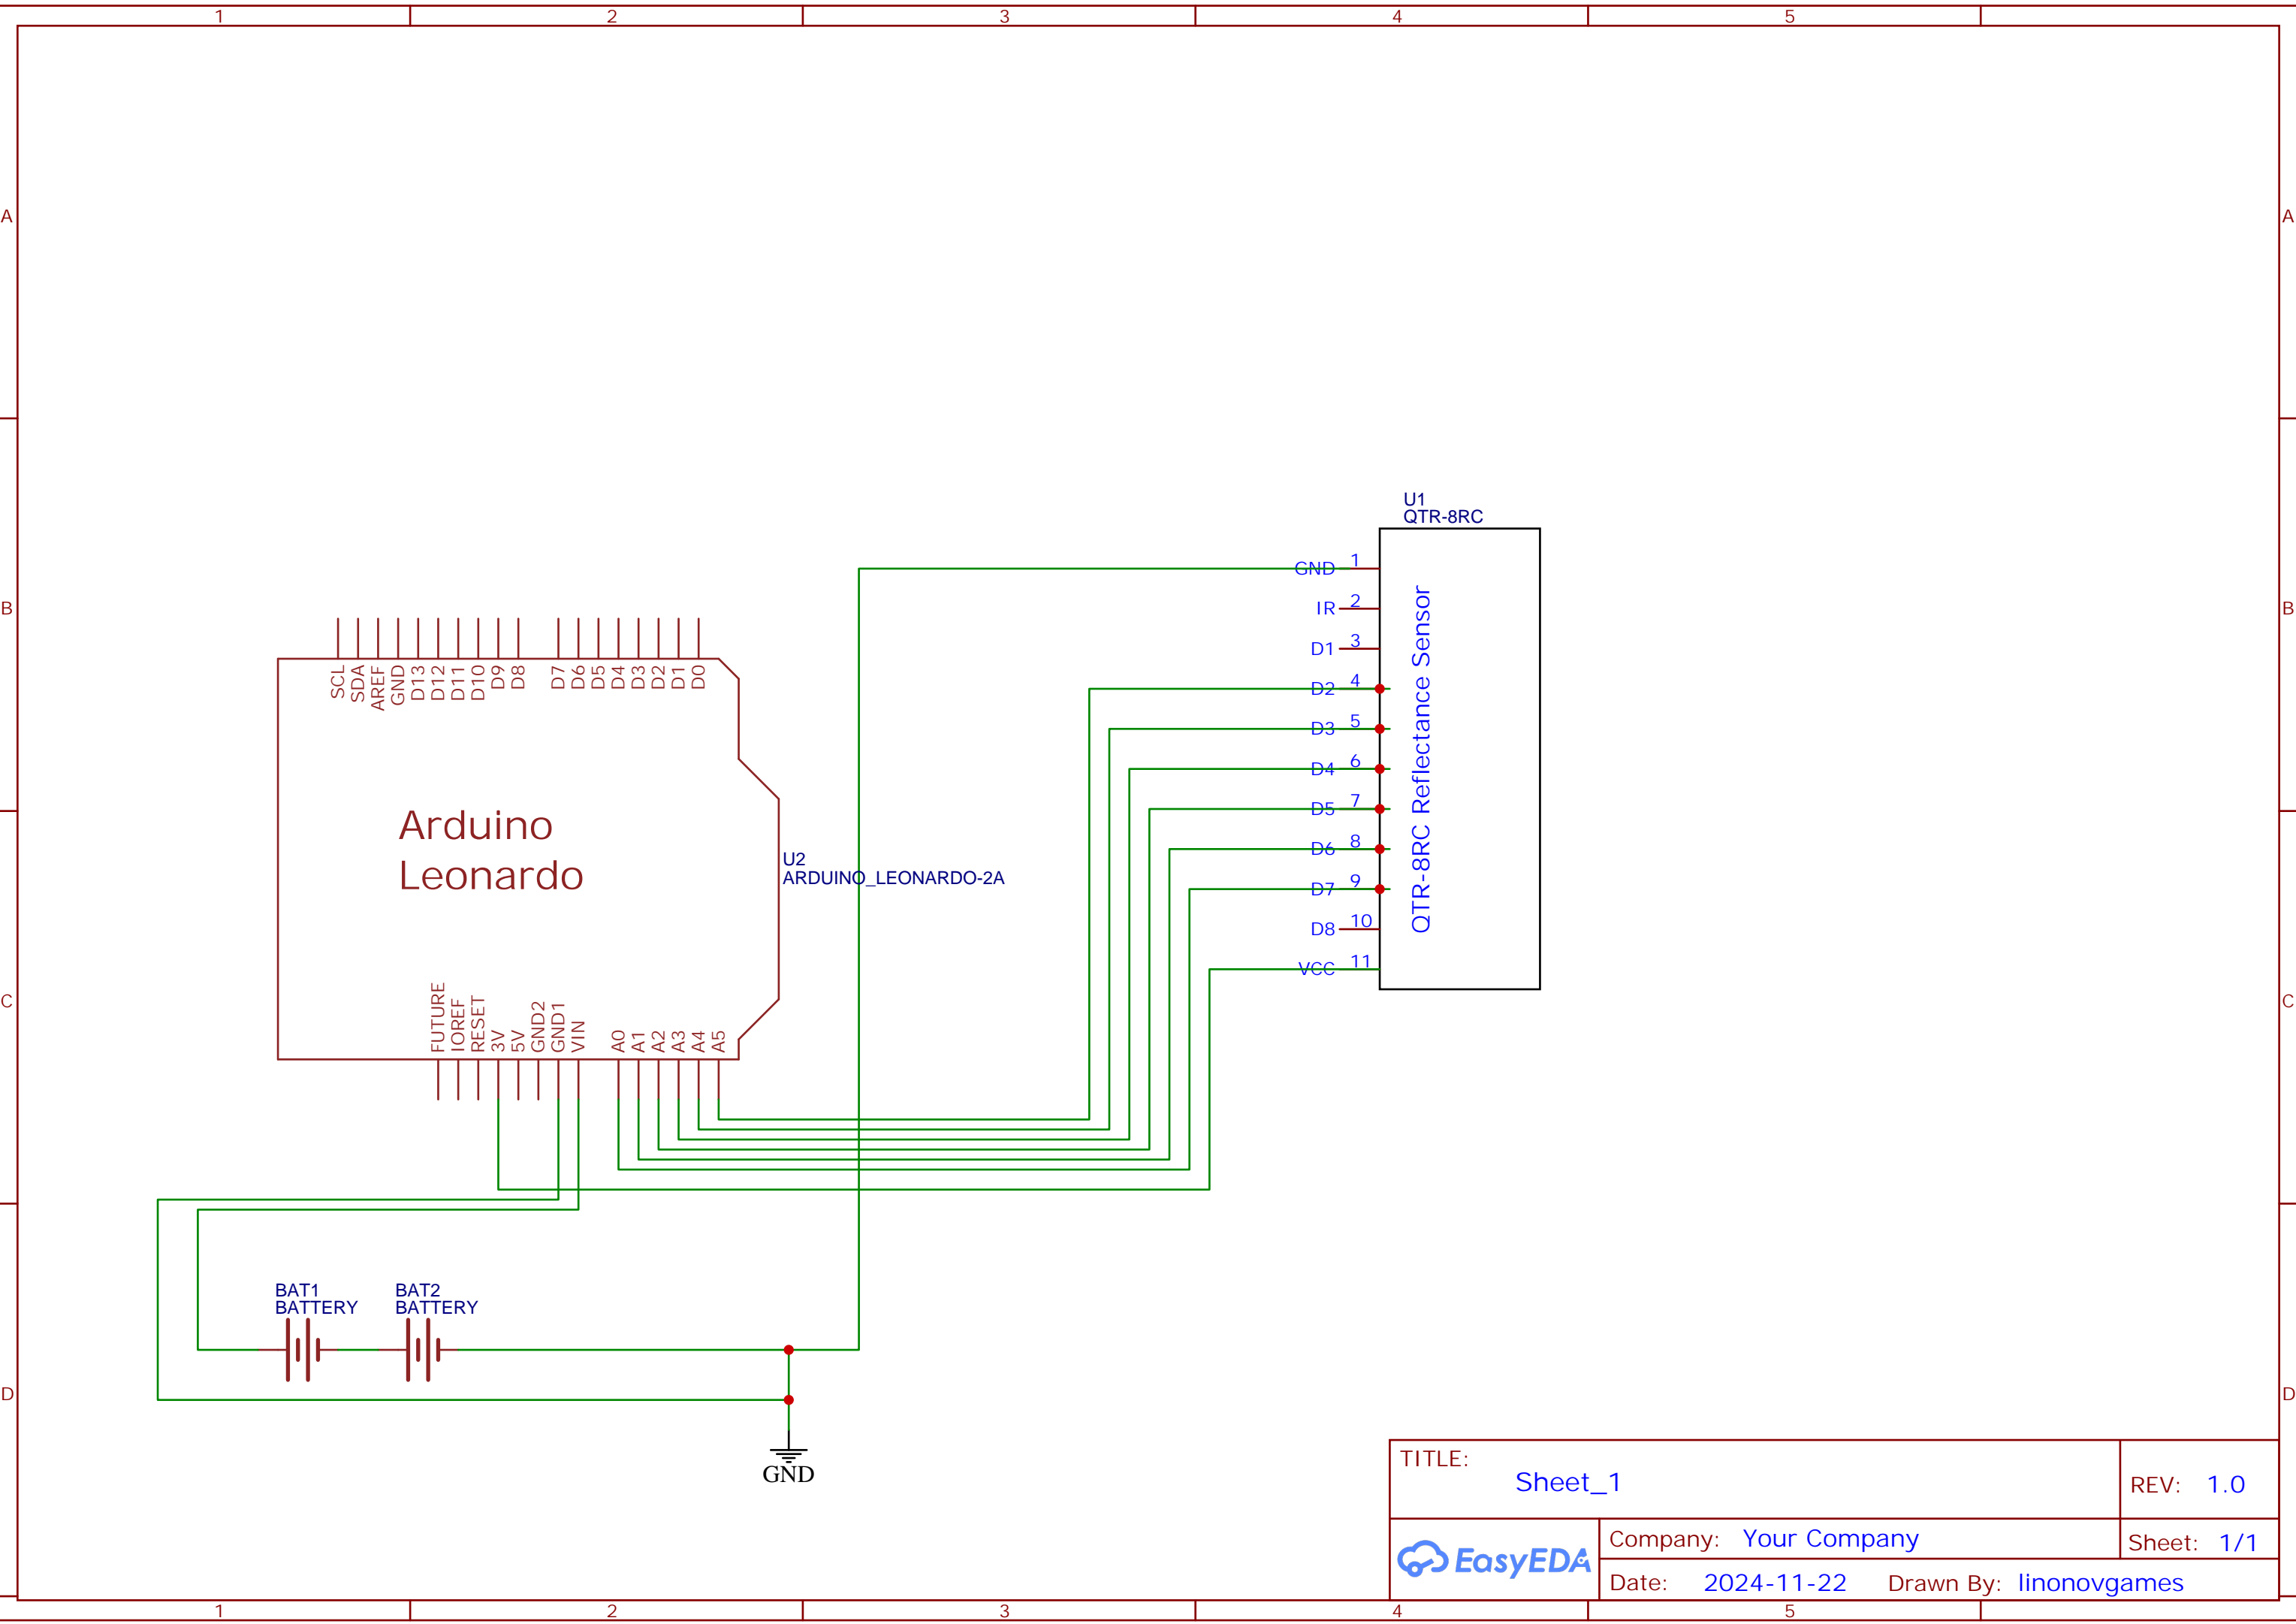 1 2 3 4 5
A A
B B
C C
D D
U1
QTR-8RC
GND 1
IR 2
D1 3
D2 4
D3 5
D4 6
D5 7
D6 8
D7 9
D8 10
VCC 11
QTR-8RC Reflectance Sensor
SCL SDA AREF GND D13 D12 D11 D10 D9 D8 D7 D6 D5 D4 D3 D2 D1 D0
Arduino
Leonardo
U2
ARDUINO_LEONARDO-2A
FUTURE IOREF RESET 3V 5V GND2 GND1 VIN A0 A1 A2 A3 A4 A5
BAT1
BATTERY
BAT2
BATTERY
GND
TITLE:
Sheet_1
REV: 1.0
EasyEDA
Company: Your Company
Sheet: 1/1
Date: 2024-11-22 Drawn By: linonovgames
1 2 3 4 5